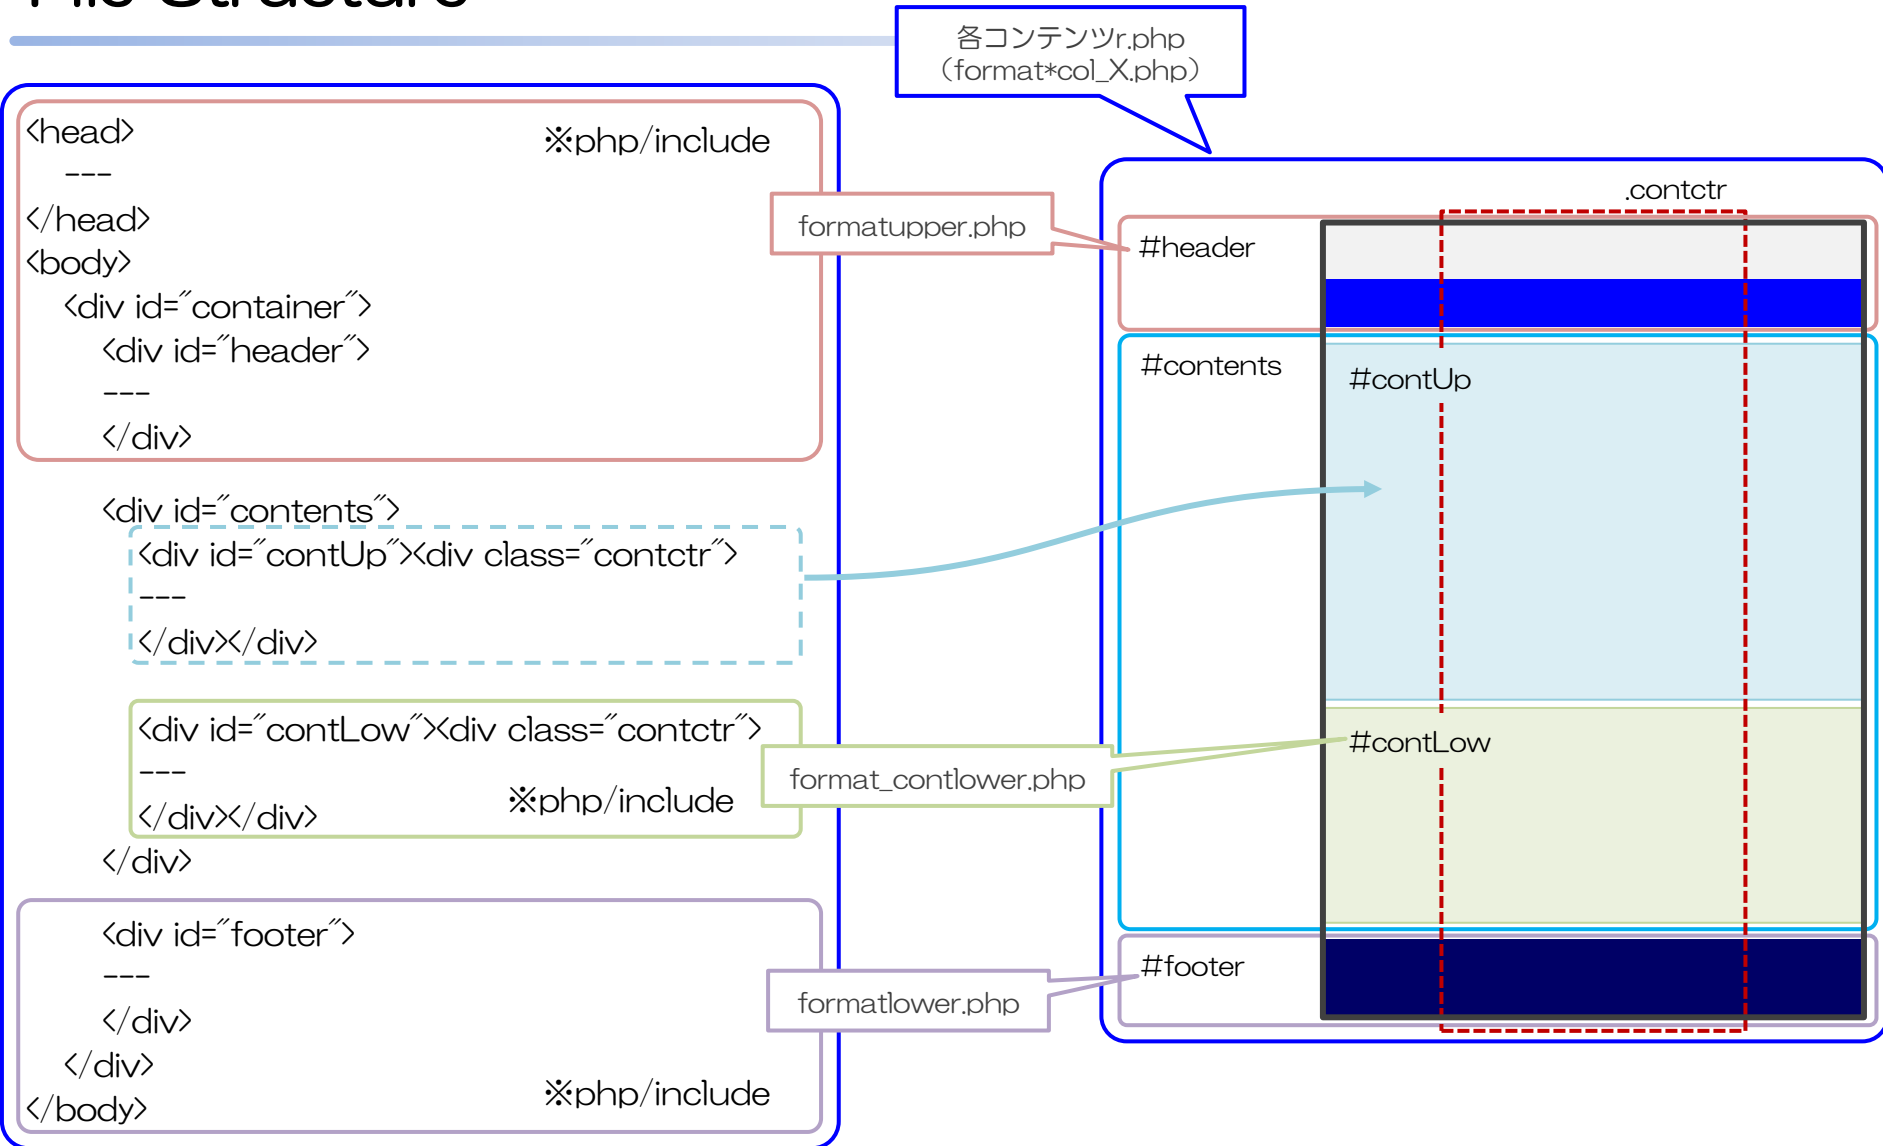 File Structure
各コンテンツr.php
（format*col_X.php）
<head>
※php/include
---
</head>
<body>
<div id="container">
<div id="header">
---
</div>
formatupper.php
<div id="contents">
<div id="contUp"><div class="contctr">
---
</div></div>
<div id="contLow"><div class="contctr">
---
※php/include
</div></div>
format_contlower.php
</div>
<div id="footer">
---
</div>
formatlower.php
</div>
※php/include
</body>
.contctr
#header
#contents
#contUp
#contLow
#footer